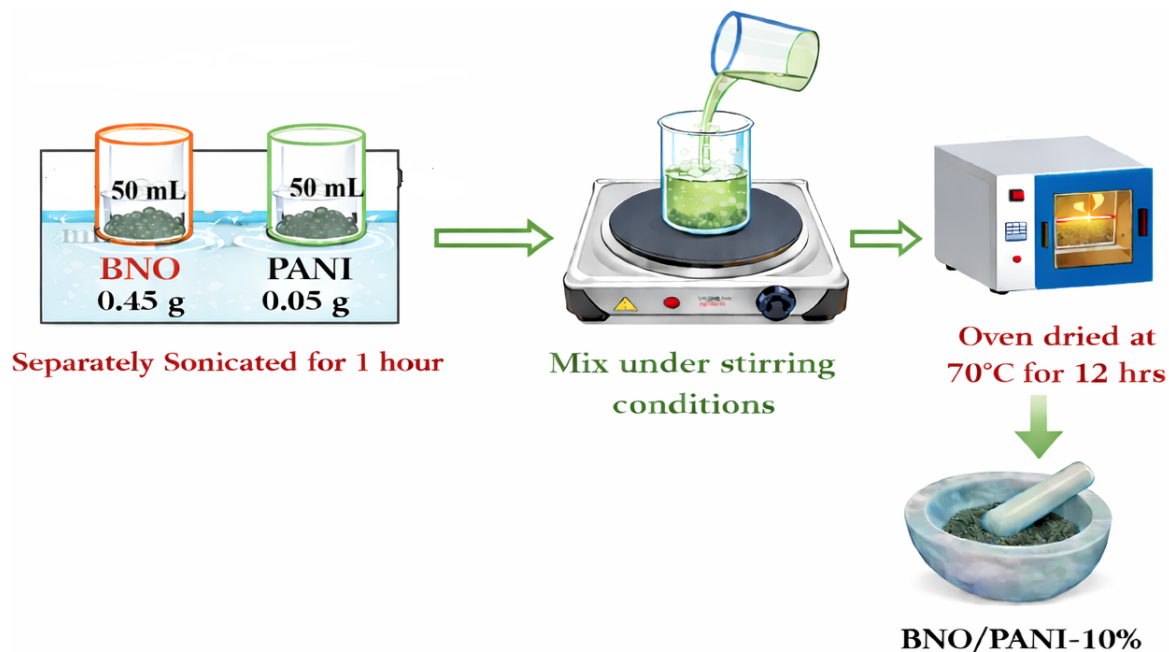 50 mL
50 mL
BNO
PANI
0.45 g
0.05 g
Separately Sonicated for 1 hour
Mix under stirring
conditions
Oven dried at
70°C for 12 hrs
BNO/PANI-10%